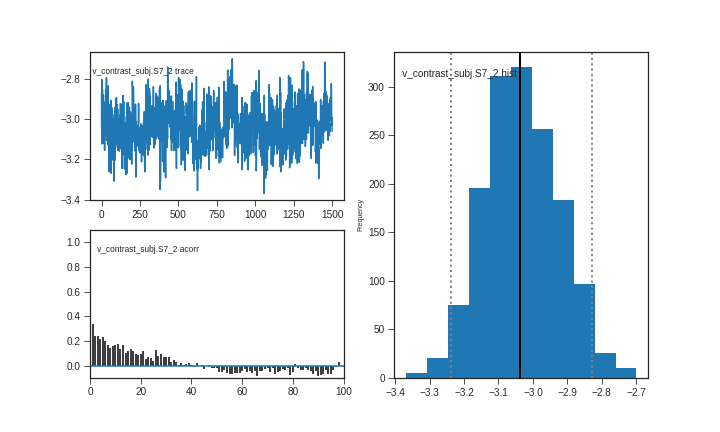 v_contrast_subj.S7_2 trace
−2.8
−3.0
−3.2
−3.4
0 250 500 750 1000 1250 1500
v_contrast_subj.S7_2 acorr
1.0
0.8
0.6
0.4
0.2
0.0
0 20 40 60 80 100
v_contrast_subj.S7_2 hist
Frequency
300
250
200
150
100
50
0
−3.4 −3.3 −3.2 −3.1 −3.0 −2.9 −2.8 −2.7